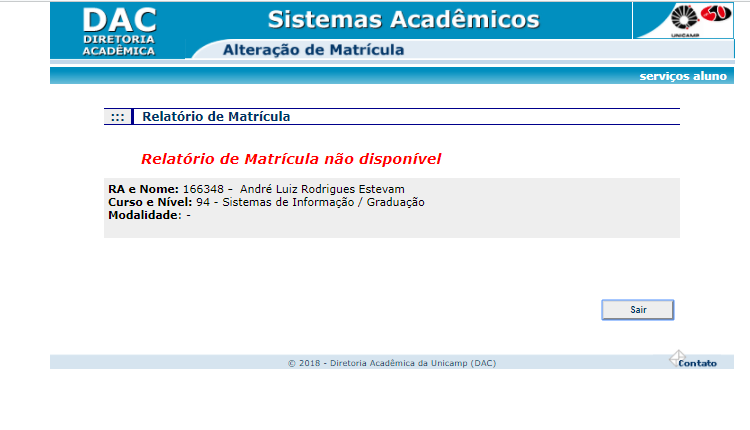 DAC
DIRETORIA
ACADÊMICA
Sistemas Acadêmicos
UNICAMP
Alteração de Matrícula
serviços aluno
::: Relatório de Matrícula
Relatório de Matrícula não disponível
RA e Nome: 166348 - André Luiz Rodrigues Estevam
Curso e Nível: 94 - Sistemas de Informação / Graduação
Modalidade: -
Sair
© 2018 - Diretoria Acadêmica da Unicamp (DAC)
Contato